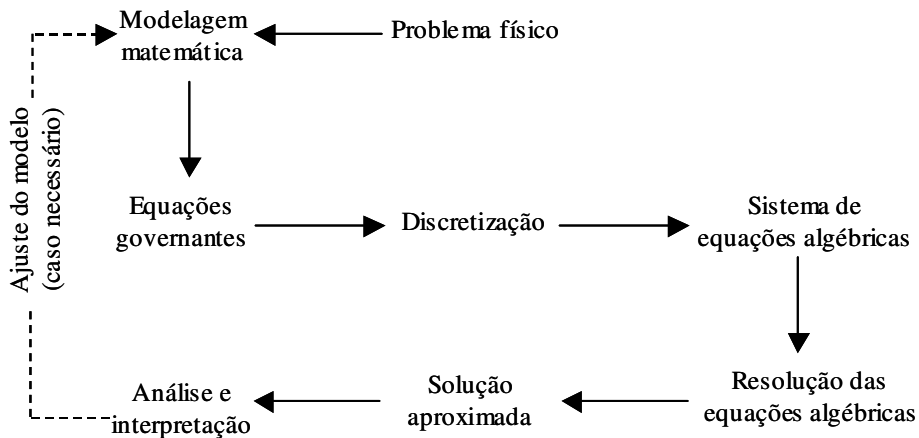 Modelagem
matemática
Problema físico
Ajuste do modelo
(caso necessário)
Equações
governantes
Discretização
Sistema de
equações algébricas
Resolução das
equações algébricas
Solução
aproximada
Análise e
interpretação